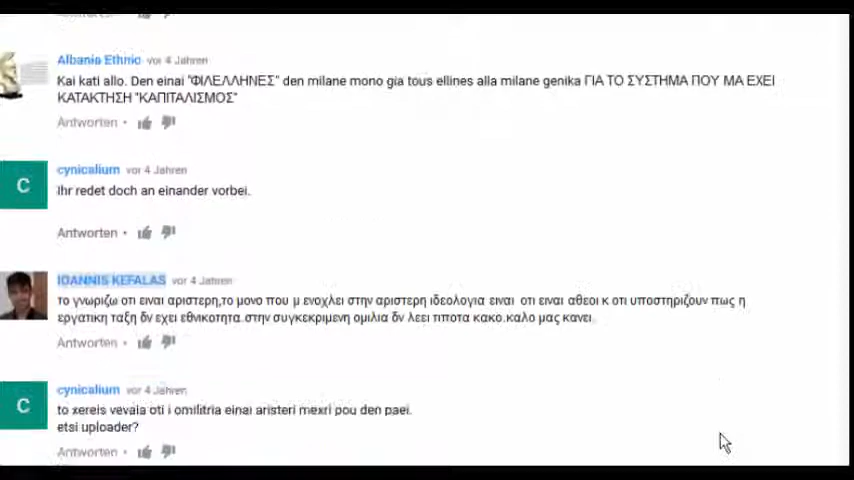 Albania Ethnic vor 4 Jahren
Kai kati allo. Den einai "ΦΙΛΕΛΛΗΝΕΣ" den milane mono gia tous ellines alla milane genika ΓΙΑ ΤΟ ΣΥΣΤΗΜΑ ΠΟΥ ΜΑ ΕΧΕΙ
ΚΑΤΑΚΤΗΣΗ "ΚΑΠΙΤΑΛΙΣΜΟΣ"
Antworten •
C
cynicalium vor 4 Jahren
Ihr redet doch an einander vorbei.
Antworten •
IOANNIS KEFALAS vor 4 Jahren
το γνωριζω οτι ειναι αριστερη,το μονο που μ ενοχλει στην αριστερη ιδεολογια ειναι οτι ειναι αθεοι κ οτι υποστηριζουν πως η
εργατικη ταξη δν εχει εθνικοτητα.στην συγκεκριμενη ομιλια δν λεει τιποτα κακο.καλο μας κανει.
Antworten •
C
cynicalium vor 4 Jahren
to xereis vevaia oti i omilitria einai aristeri mexri pou den paei.
etsi uploader?
Antworten •